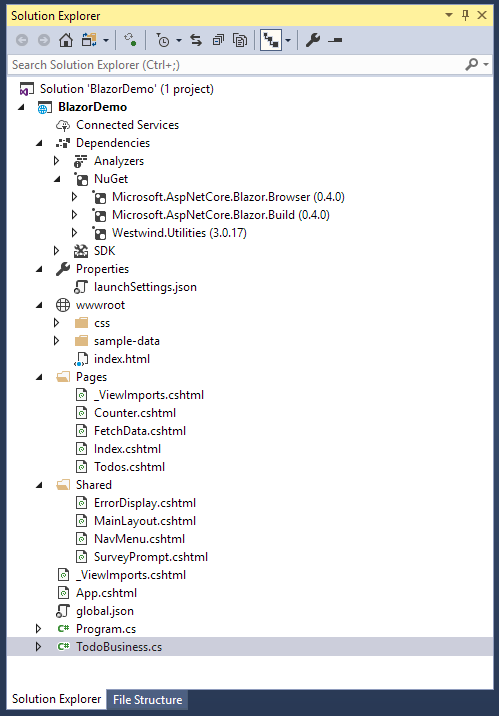 Solution Explorer
Search Solution Explorer (Ctrl+;)
Solution 'BlazorDemo' (1 project)
BlazorDemo
Connected Services
Dependencies
Analyzers
NuGet
Microsoft.AspNetCore.Blazor.Browser (0.4.0)
Microsoft.AspNetCore.Blazor.Build (0.4.0)
Westwind.Utilities (3.0.17)
SDK
Properties
launchSettings.json
wwwroot
css
sample-data
index.html
Pages
_ViewImports.cshtml
Counter.cshtml
FetchData.cshtml
Index.cshtml
Todos.cshtml
Shared
ErrorDisplay.cshtml
MainLayout.cshtml
NavMenu.cshtml
SurveyPrompt.cshtml
_ViewImports.cshtml
App.cshtml
global.json
C# Program.cs
C# TodoBusiness.cs
Solution Explorer File Structure